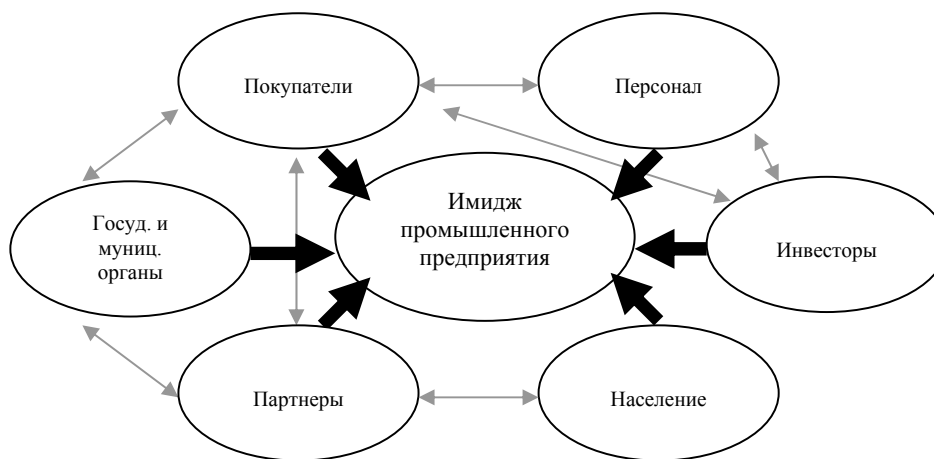 Покупатели
Персонал
Имидж
промышленного
предприятия
Госуд. и
муниц.
органы
Инвесторы
Партнеры
Население